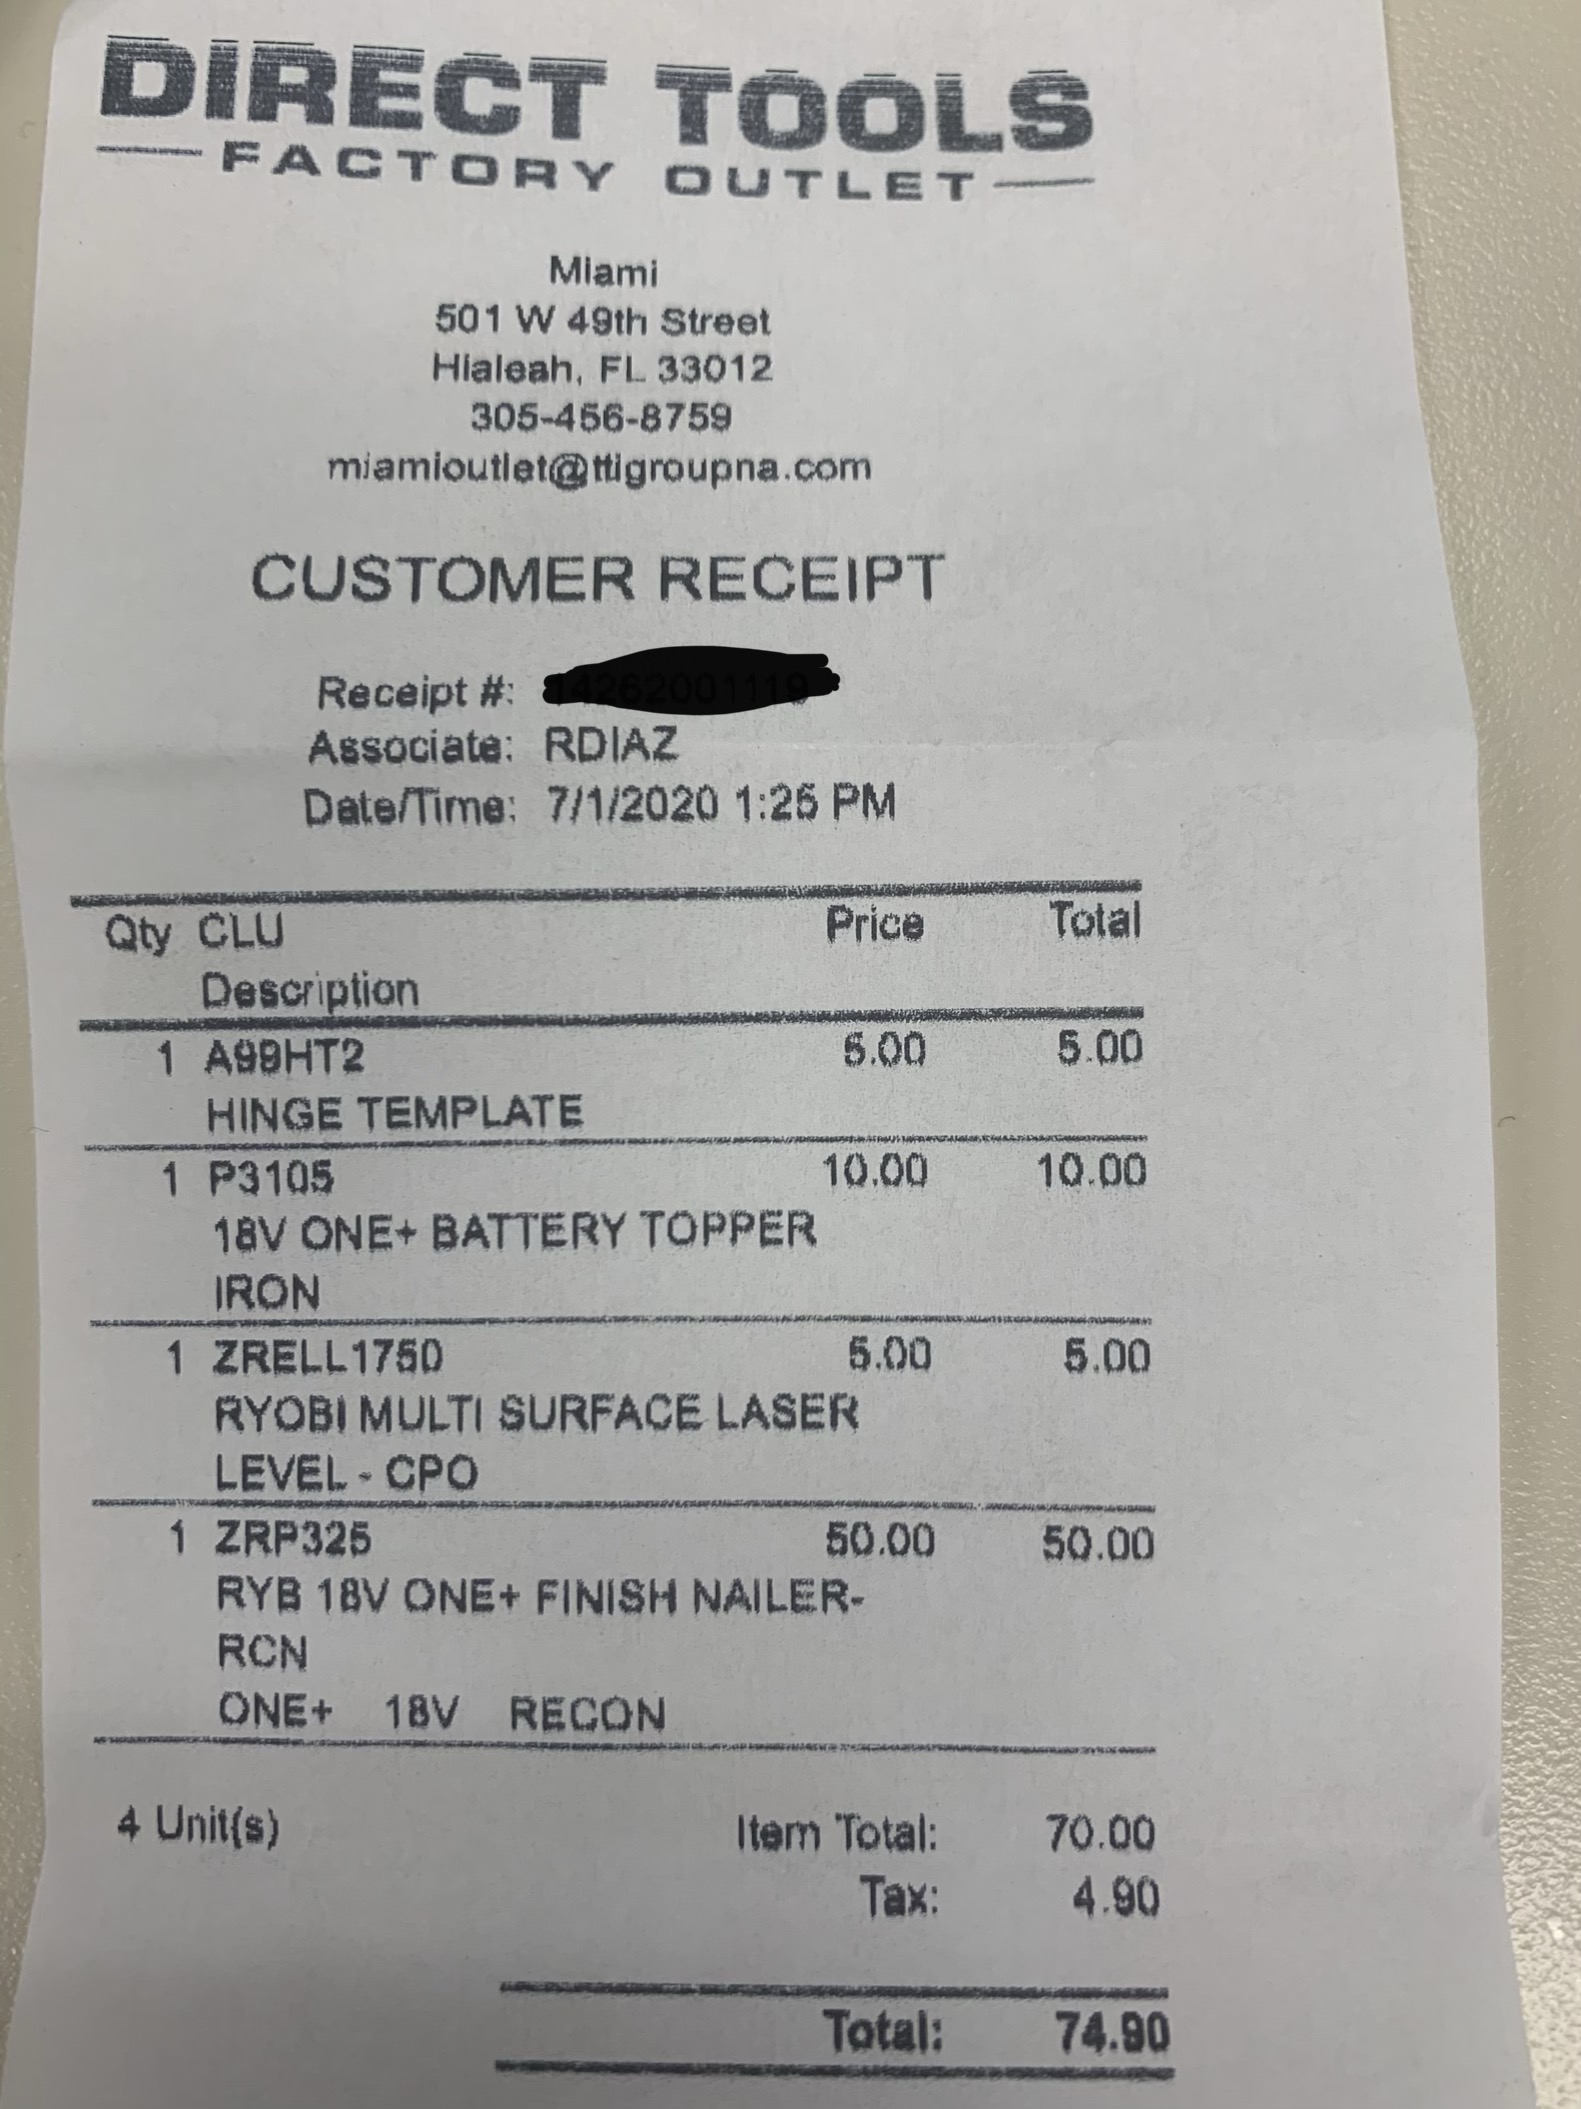 DIRECT TOOLS
FACTORY OUTLET
Miami
501 W 49th Street
Hialeah, FL 33012
305-456-8759
miamioutlet@ttigroupna.com
CUSTOMER RECEIPT
Receipt #:
Associate: RDIAZ
Date/Time: 7/1/2020 1:25 PM
Qty CLU Price Total
Description
1 A99HT2 5.00 5.00
HINGE TEMPLATE
1 P3105 10.00 10.00
18V ONE+ BATTERY TOPPER
IRON
1 ZRELL1750 5.00 5.00
RYOBI MULTI SURFACE LASER
LEVEL - CPO
1 ZRP325 50.00 50.00
RYB 18V ONE+ FINISH NAILER-
RCN
ONE+ 18V RECON
4 Unit(s) Item Total: 70.00
Tax: 4.90
Total: 74.90